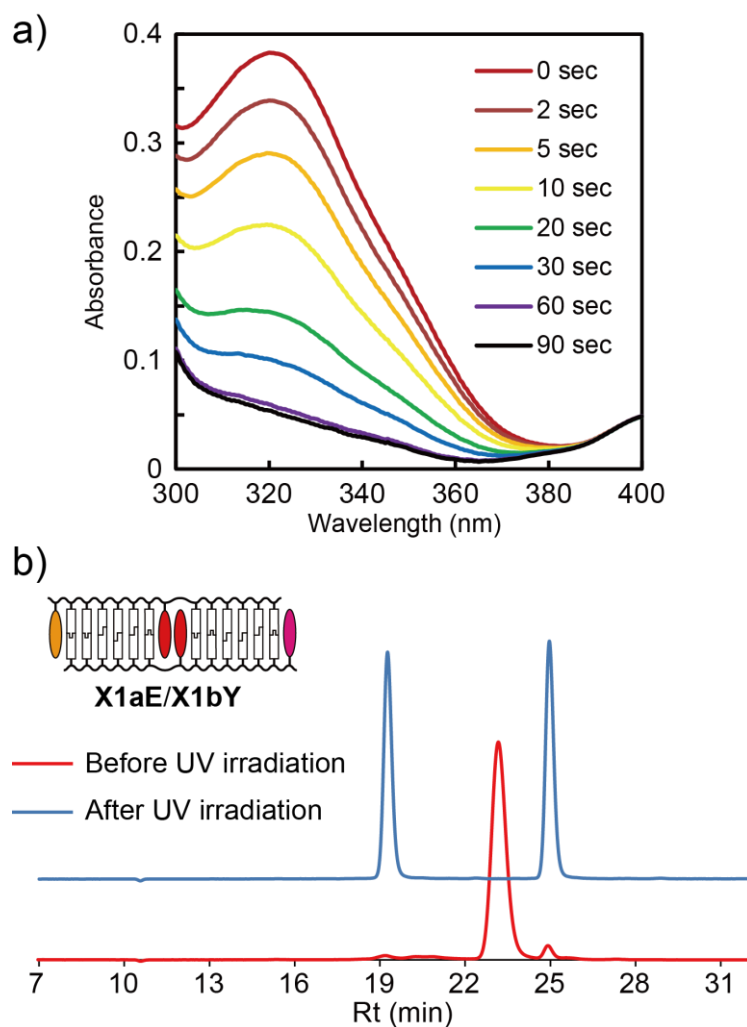 a)
0.4
0.3
0.2
0.1
0
Absorbance
0 sec
2 sec
5 sec
10 sec
20 sec
30 sec
60 sec
90 sec
300 320 340 360 380 400
Wavelength (nm)
b)
X1aE/X1bY
Before UV irradiation
After UV irradiation
7 10 13 16 19 22 25 28 31
Rt (min)